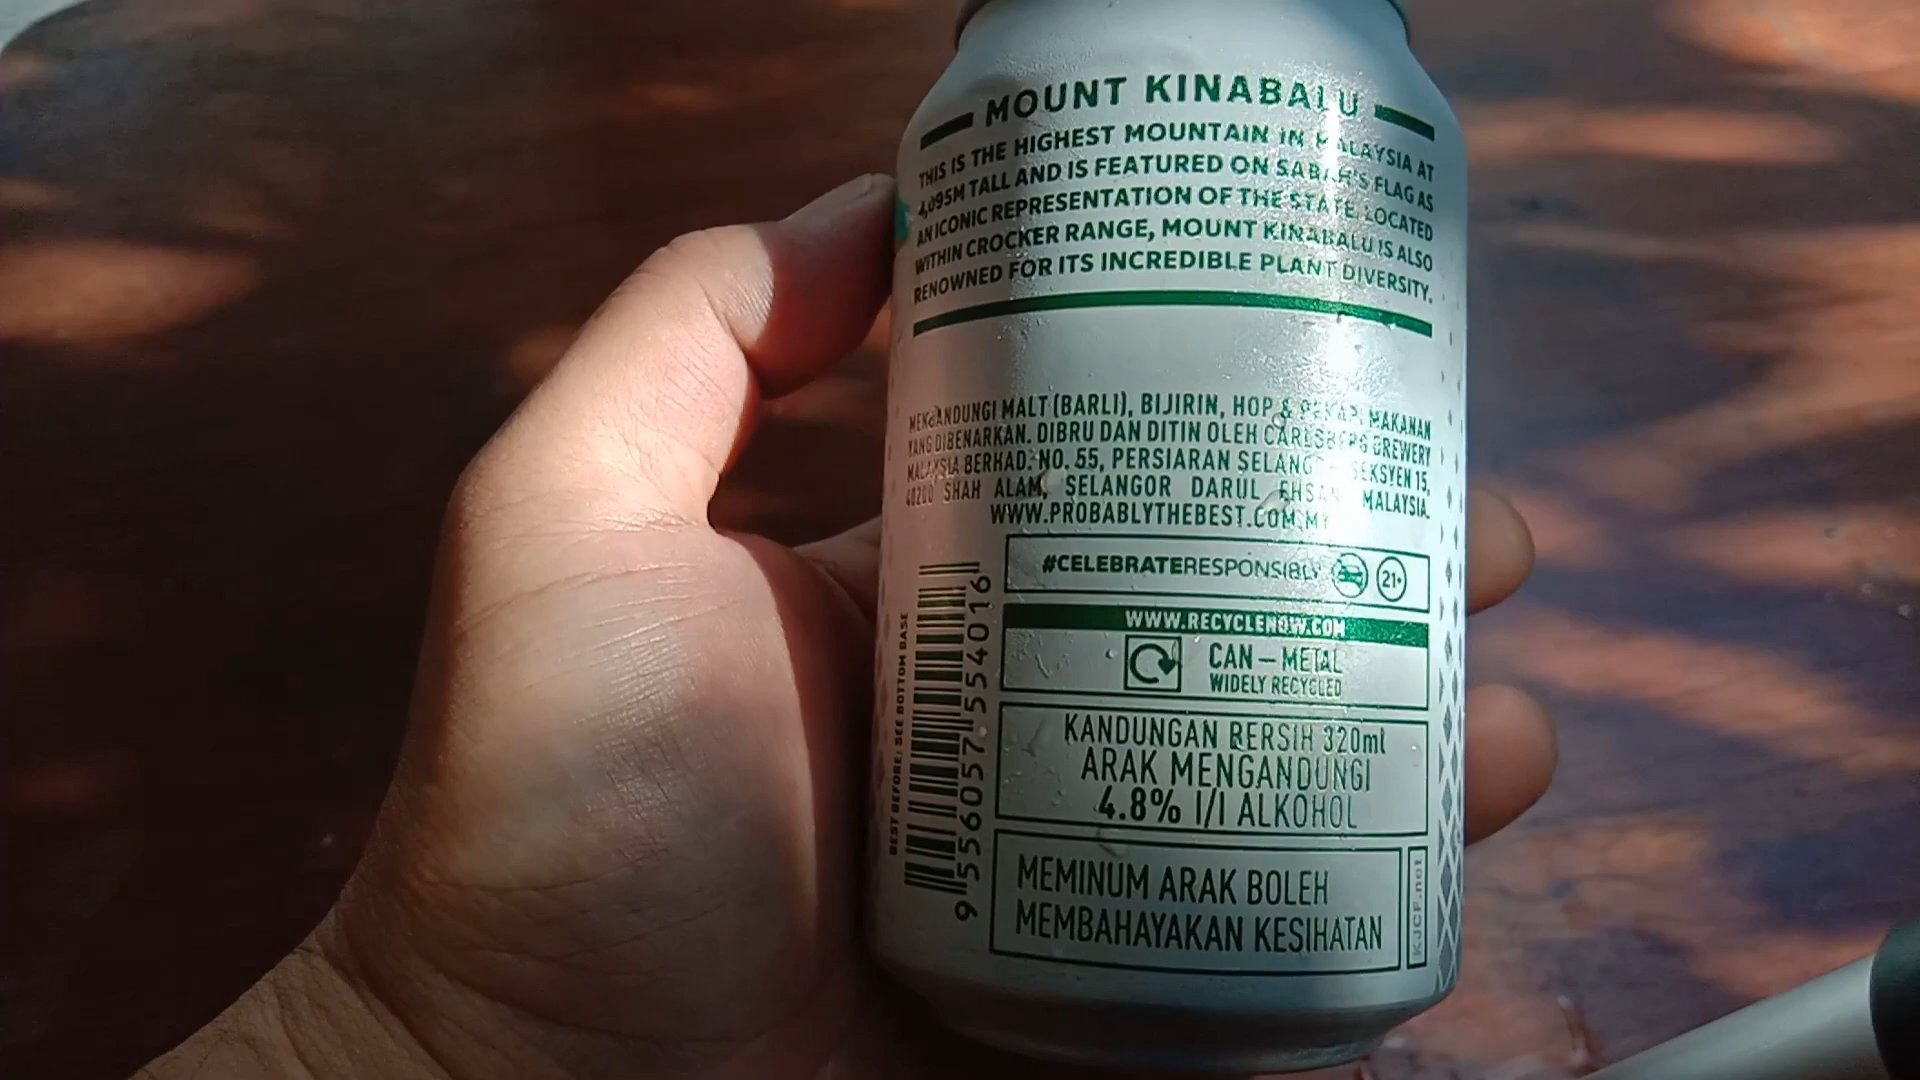 MOUNT KINABALU
THIS IS THE HIGHEST MOUNTAIN IN MALAYSIA AT
4,095M TALL AND IS FEATURED ON SABAH'S FLAG AS
AN ICONIC REPRESENTATION OF THE STATE. LOCATED
WITHIN CROCKER RANGE, MOUNT KINABALU IS ALSO
RENOWNED FOR ITS INCREDIBLE PLANT DIVERSITY.
MENGANDUNGI MALT (BARLI), BIJIRIN, HOP & MAKANAN
YANG DIBENARKAN. DIBRU DAN DITIN OLEH CARLSBERG BREWERY
MALAYSIA BERHAD. NO. 55, PERSIARAN SELANGOR, SEKSYEN 15,
40200 SHAH ALAM, SELANGOR DARUL EHSAN, MALAYSIA.
WWW.PROBABLYTHEBEST.COM.MY
#CELEBRATERESPONSIBLY 21+
WWW.RECYCLENOW.COM
CAN – METAL
WIDELY RECYCLED
KANDUNGAN BERSIH 320ml
ARAK MENGANDUNGI
4.8% I/I ALKOHOL
MEMINUM ARAK BOLEH
MEMBAHAYAKAN KESIHATAN
BEST BEFORE: SEE BOTTOM BASE
9 556057 554016